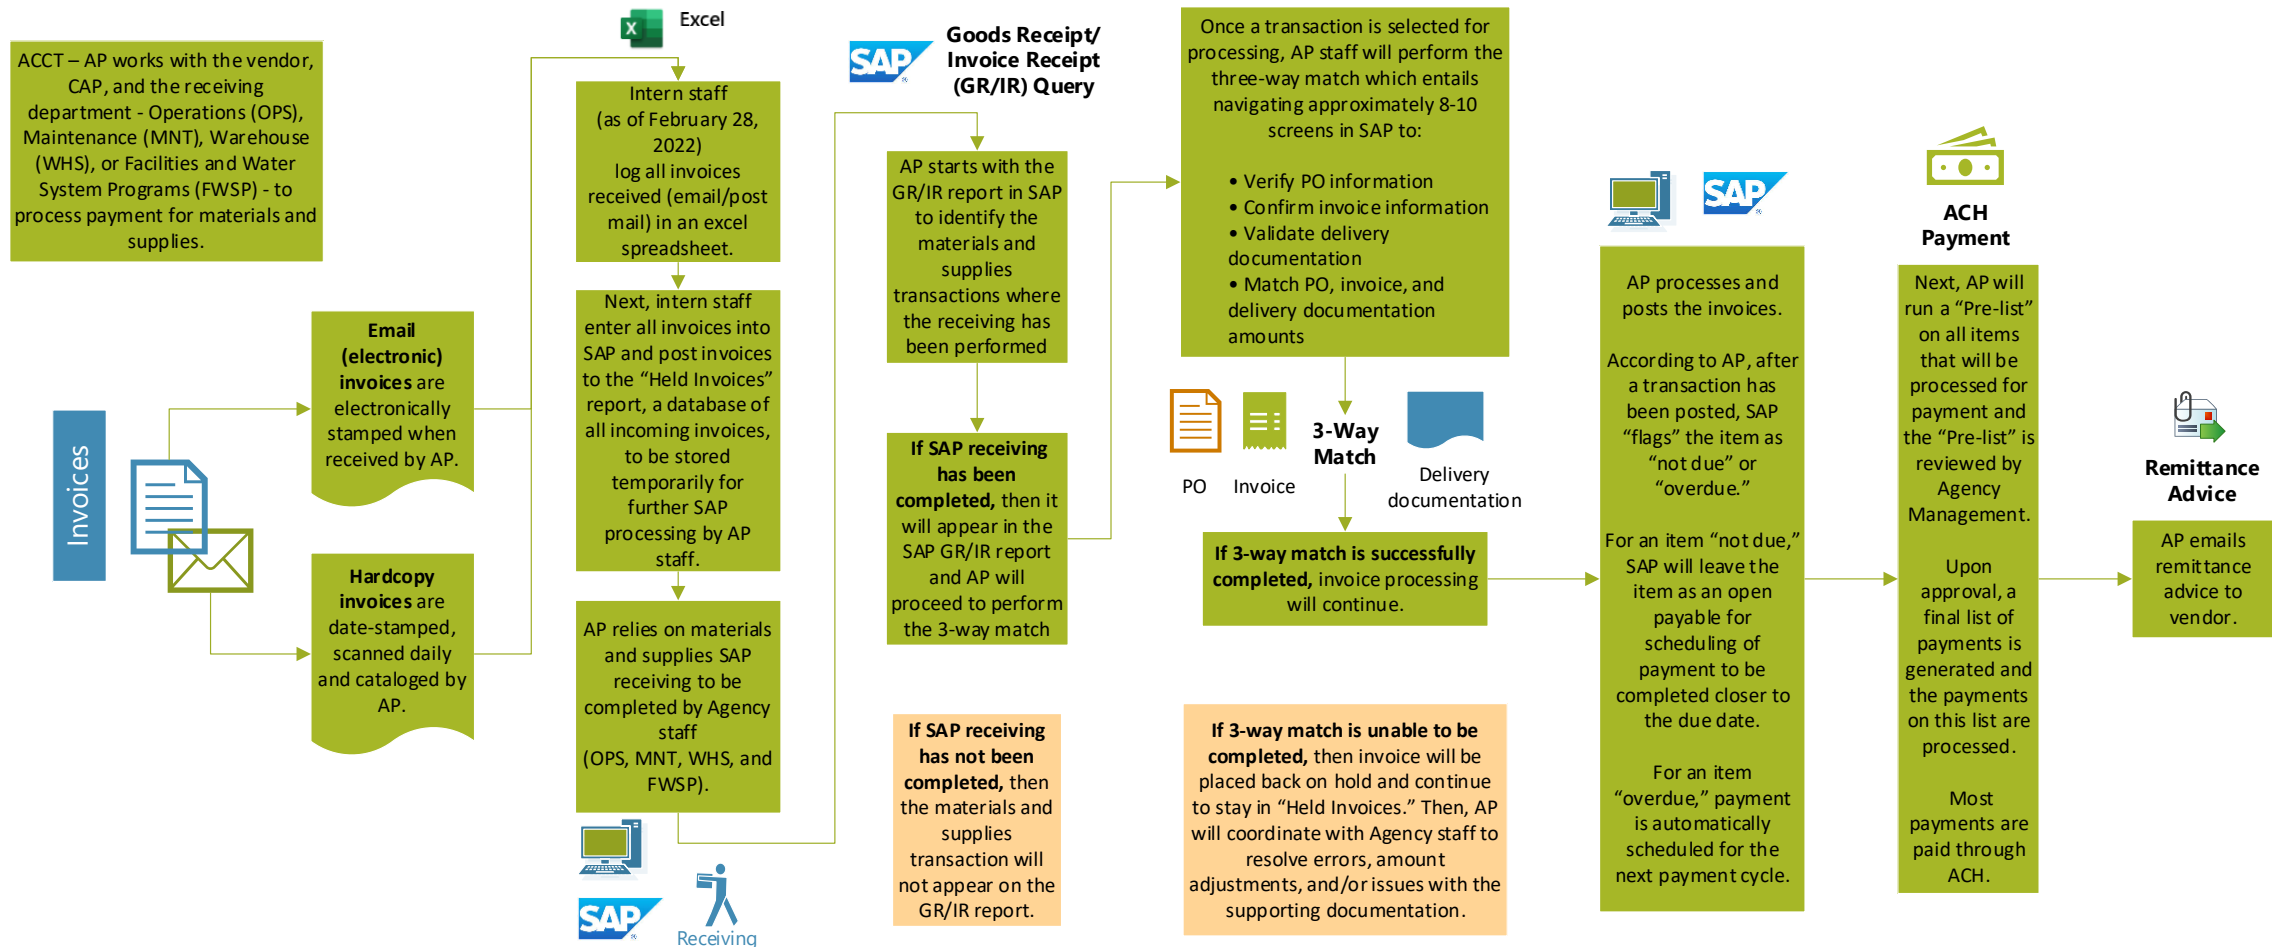 ACCT – AP works with the vendor,
CAP, and the receiving
department - Operations (OPS),
Maintenance (MNT), Warehouse
(WHS), or Facilities and Water
System Programs (FWSP) - to
process payment for materials and
supplies.
Invoices
Email
(electronic)
invoices are
electronically
stamped when
received by AP.
Hardcopy
invoices are
date-stamped,
scanned daily
and cataloged by
AP.
X
Excel
Intern staff
(as of February 28,
2022)
log all invoices
received (email/post
mail) in an excel
spreadsheet.
Next, intern staff
enter all invoices into
SAP and post invoices
to the “Held Invoices”
report, a database of
all incoming invoices,
to be stored
temporarily for
further SAP
processing by AP
staff.
AP relies on materials
and supplies SAP
receiving to be
completed by Agency
staff
(OPS, MNT, WHS, and
FWSP).
SAP
Receiving
SAP
Goods Receipt/
Invoice Receipt
(GR/IR) Query
AP starts with the
GR/IR report in SAP
to identify the
materials and
supplies
transactions where
the receiving has
been performed
If SAP receiving
has been
completed, then it
will appear in the
SAP GR/IR report
and AP will
proceed to perform
the 3-way match
If SAP receiving
has not been
completed, then
the materials and
supplies
transaction will
not appear on the
GR/IR report.
Once a transaction is selected for
processing, AP staff will perform the
three-way match which entails
navigating approximately 8-10
screens in SAP to:
• Verify PO information
• Confirm invoice information
• Validate delivery
documentation
• Match PO, invoice, and
delivery documentation
amounts
PO
Invoice
3-Way
Match
Delivery
documentation
If 3-way match is successfully
completed, invoice processing
will continue.
If 3-way match is unable to be
completed, then invoice will be
placed back on hold and continue
to stay in “Held Invoices.” Then, AP
will coordinate with Agency staff to
resolve errors, amount
adjustments, and/or issues with the
supporting documentation.
SAP
AP processes and
posts the invoices.
According to AP, after
a transaction has
been posted, SAP
“flags” the item as
“not due” or
“overdue.”
For an item “not due,”
SAP will leave the
item as an open
payable for
scheduling of
payment to be
completed closer to
the due date.
For an item
“overdue,” payment
is automatically
scheduled for the
next payment cycle.
ACH
Payment
Next, AP will
run a “Pre-list”
on all items
that will be
processed for
payment and
the “Pre-list” is
reviewed by
Agency
Management.
Upon
approval, a
final list of
payments is
generated and
the payments
on this list are
processed.
Most
payments are
paid through
ACH.
Remittance
Advice
AP emails
remittance
advice to
vendor.